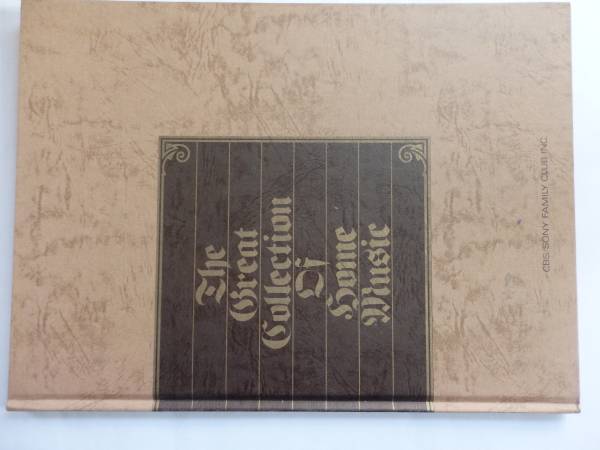 The
Great
Collection
Of
Home
Music
CBS/SONY FAMILY CLUB INC.